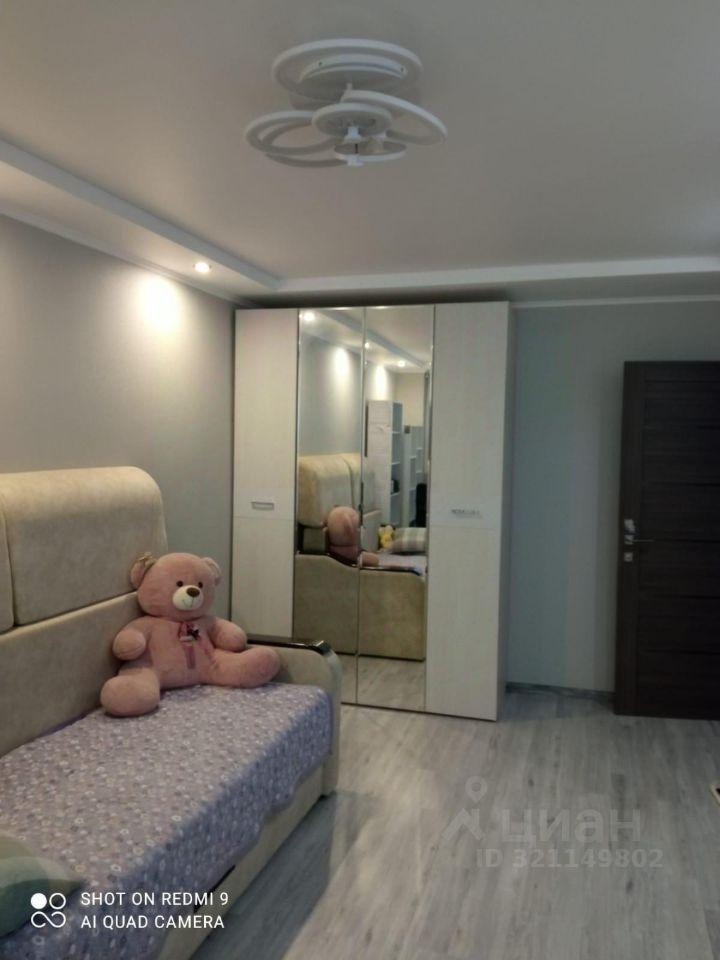 циан
ID 321149802
SHOT ON REDMI 9
AI QUAD CAMERA